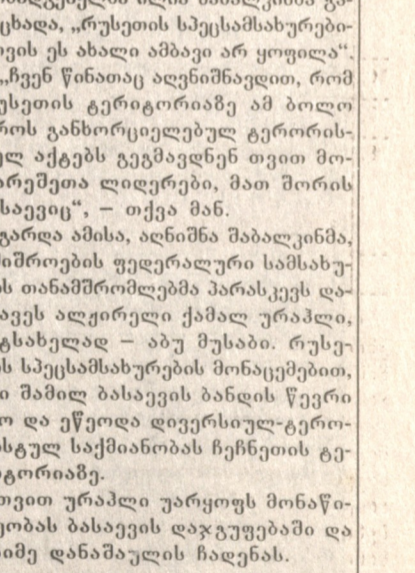 ცხადა, „რუსეთის სპეცსამსახურები-
ვის ეს ახალი ამბავი არ ყოფილა“.
„ჩვენ წინათაც აღვნიშნავდით, რომ
უსეთის ტერიტორიაზე ამ ბოლო
როს განხორციელებულ ტერორის-
ულ აქტებს გეგმავდნენ თვით მო-
არეშეთა ლიდერები, მათ შორის
საევიც“, – თქვა მან.
გარდა ამისა, აღნიშნა შაბალკინმა,
იშროების ფედერალური სამსახუ-
ს თანამშრომლებმა პარასკევს და-
ავეს ალჟირელი ქამალ ურაჰლი,
ტსახელად – აბუ მუსაბი. რუსე-
ს სპეცსამსახურების მონაცემებით,
ი შამილ ბასაევის ბანდის წევრი
ო და ეწეოდა დივერსიულ-ტერო-
სტულ საქმიანობას ჩეჩნეთის ტე-
ტორიაზე.
თვით ურაჰლი უარყოფს მონაწი-
ეობას ბასაევის დაჯგუფებაში და
იმე დანაშაულის ჩადენას.